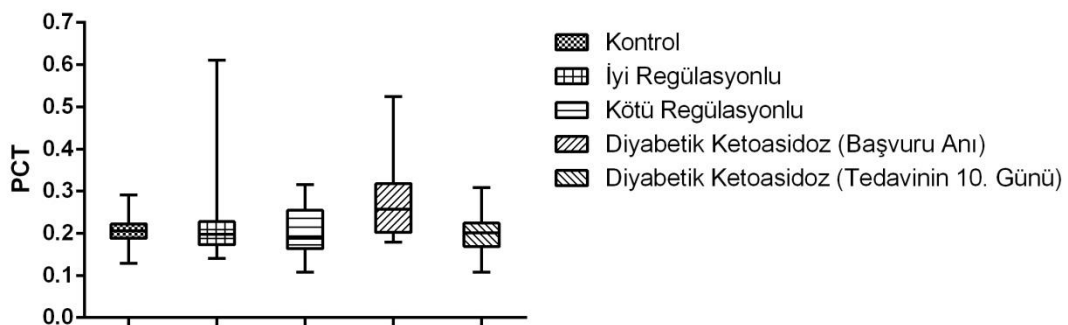 0.7
0.6
0.5
0.4
0.3
0.2
0.1
0.0
PCT
Kontrol
İyi Regülasyonlu
Kötü Regülasyonlu
Diyabetik Ketoasidoz (Başvuru Anı)
Diyabetik Ketoasidoz (Tedavinin 10. Günü)